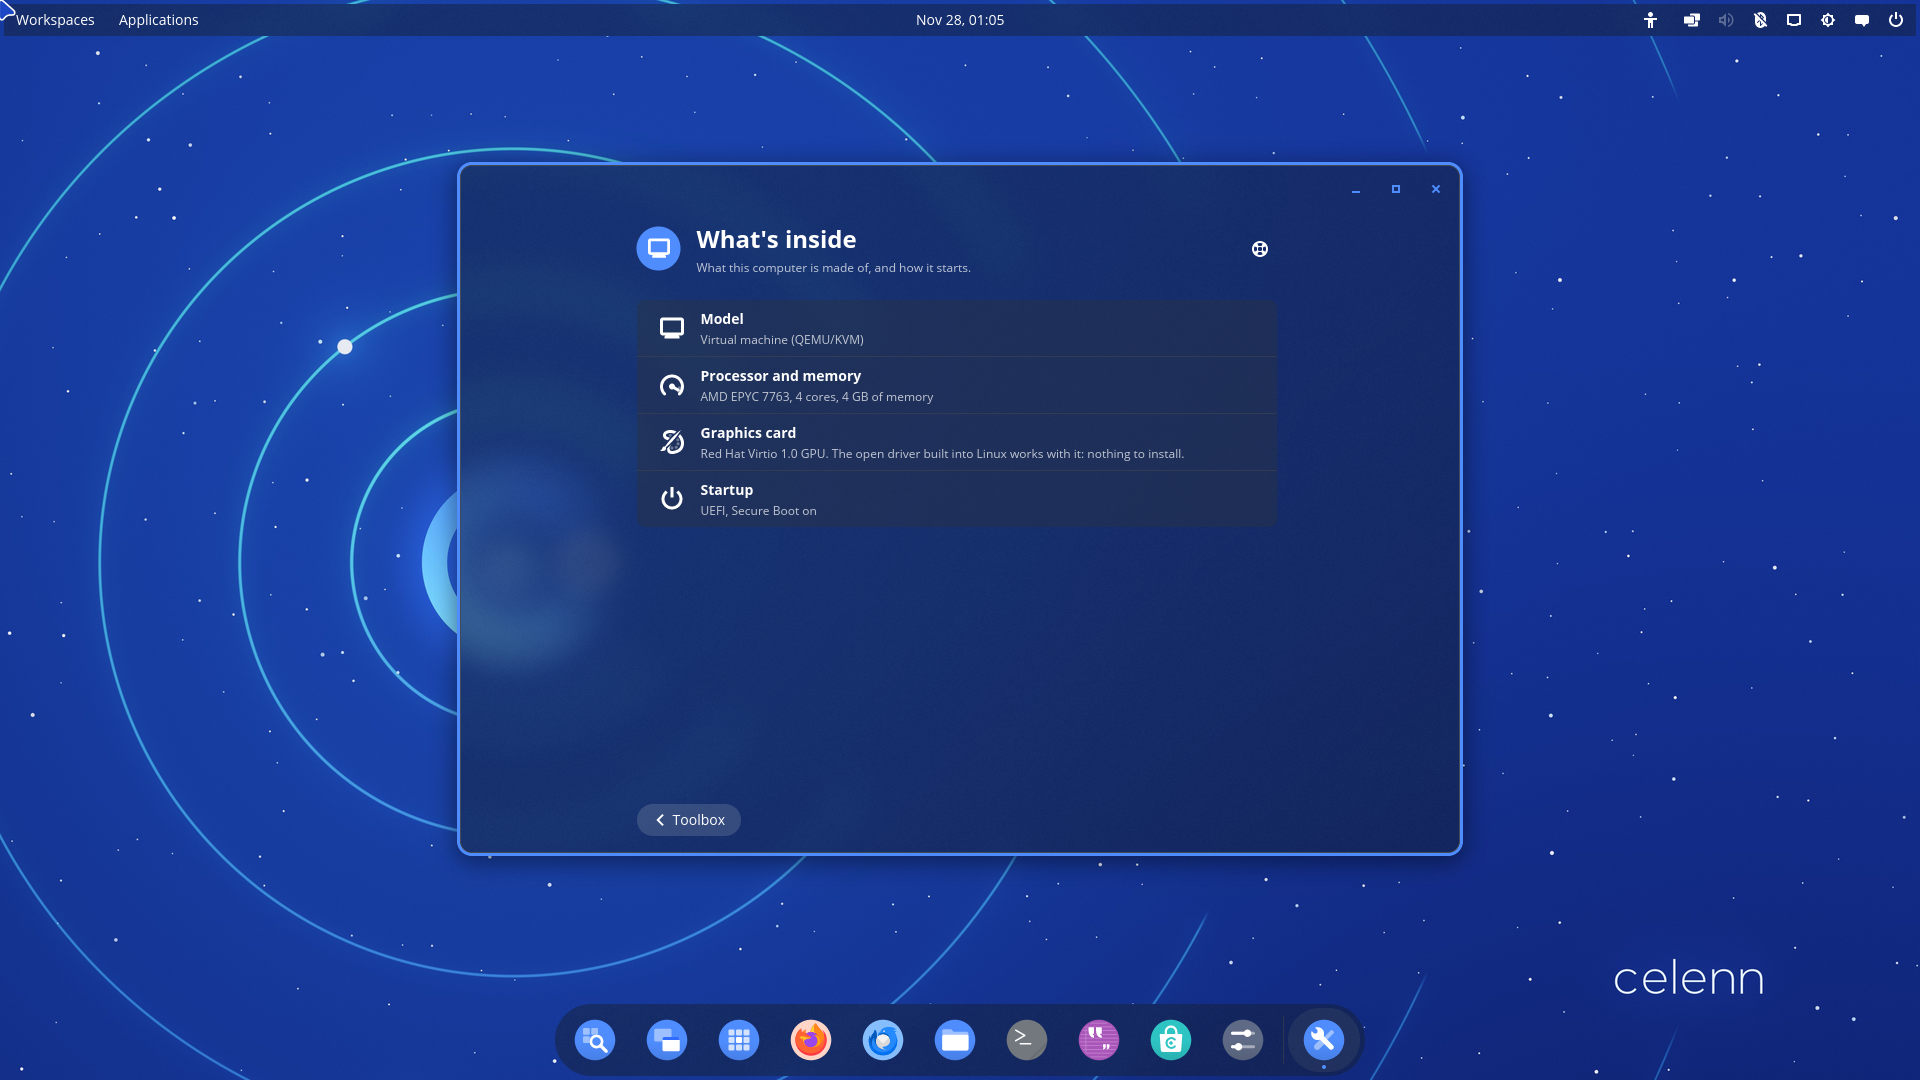 Workspaces Applications Nov 28, 01:05
What's inside
What this computer is made of, and how it starts.
Model
Virtual machine (QEMU/KVM)
Processor and memory
AMD EPYC 7763, 4 cores, 4 GB of memory
Graphics card
Red Hat Virtio 1.0 GPU. The open driver built into Linux works with it: nothing to install.
Startup
UEFI, Secure Boot on
Toolbox
celenn